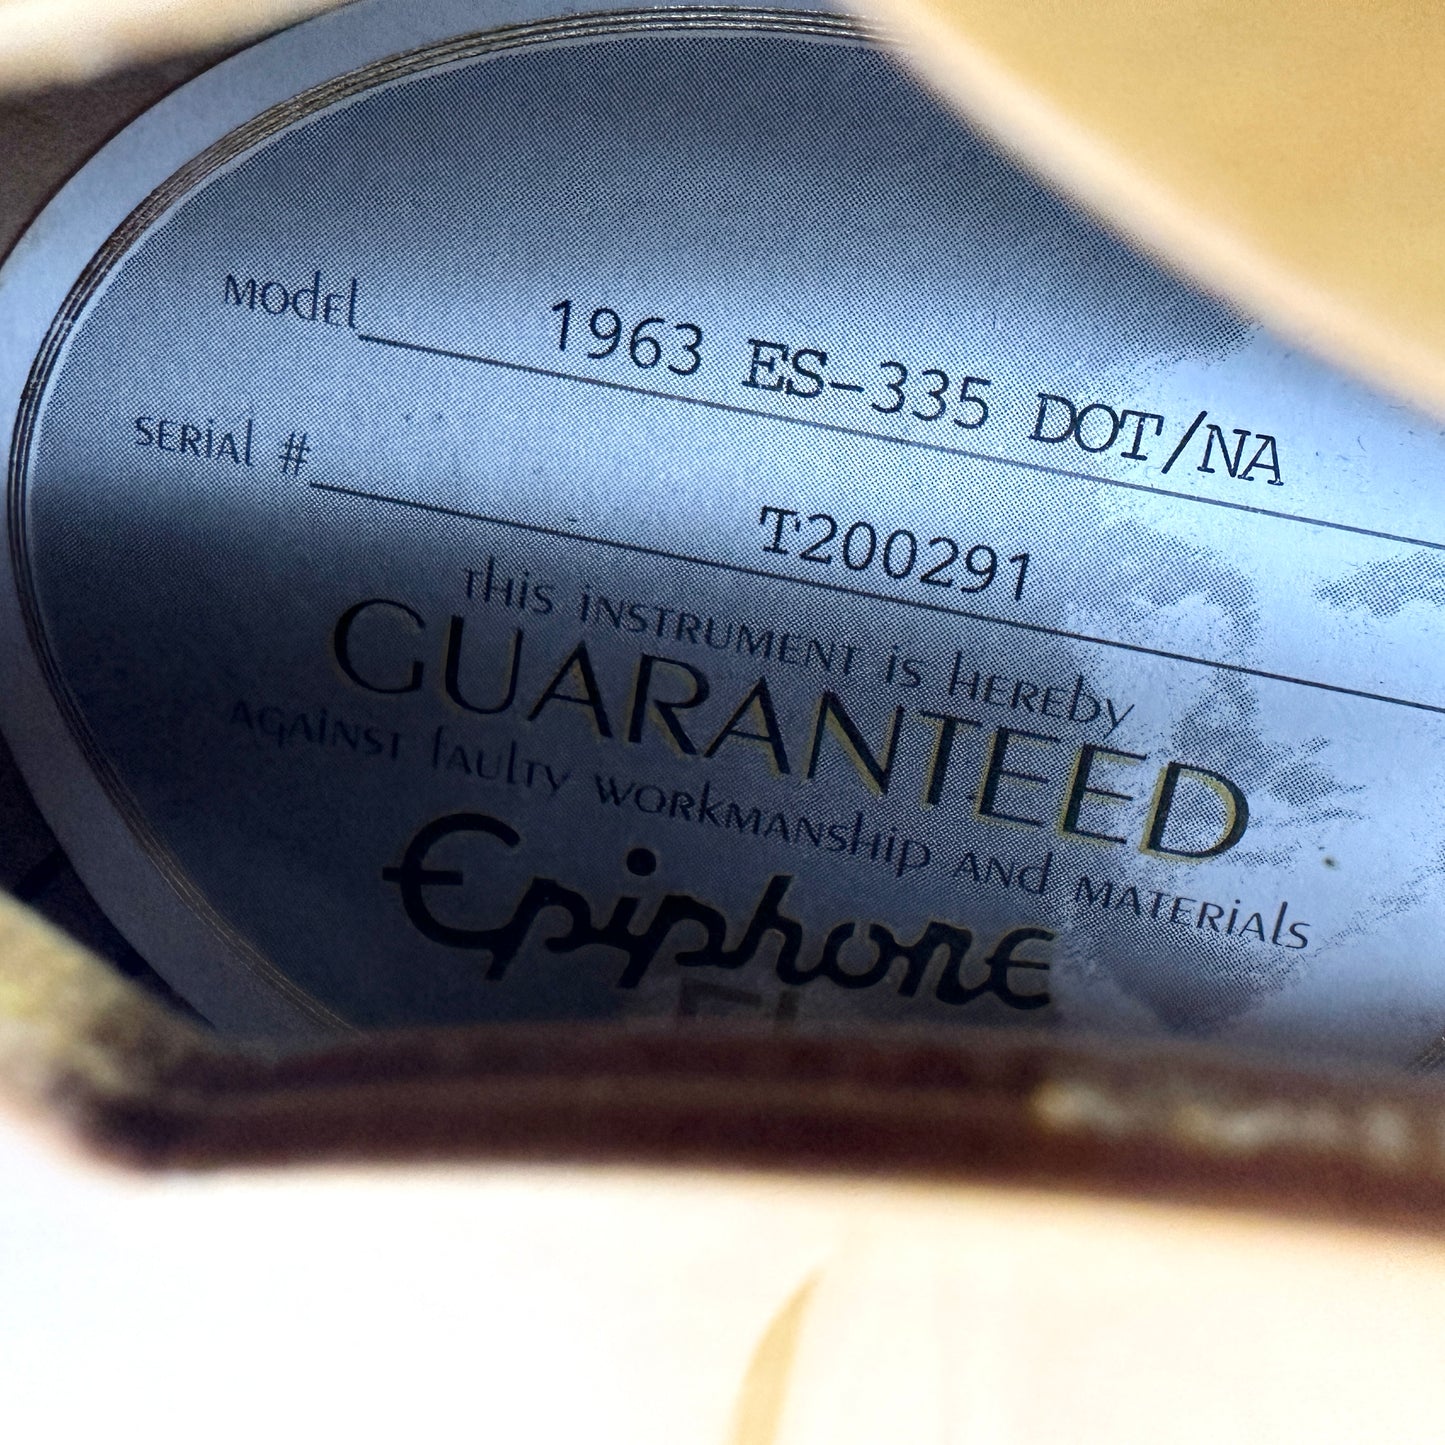 Model 1963 ES-335 DOT/NA
Serial # T200291
This instrument is hereby
GUARANTEED
against faulty workmanship and materials
Epiphone